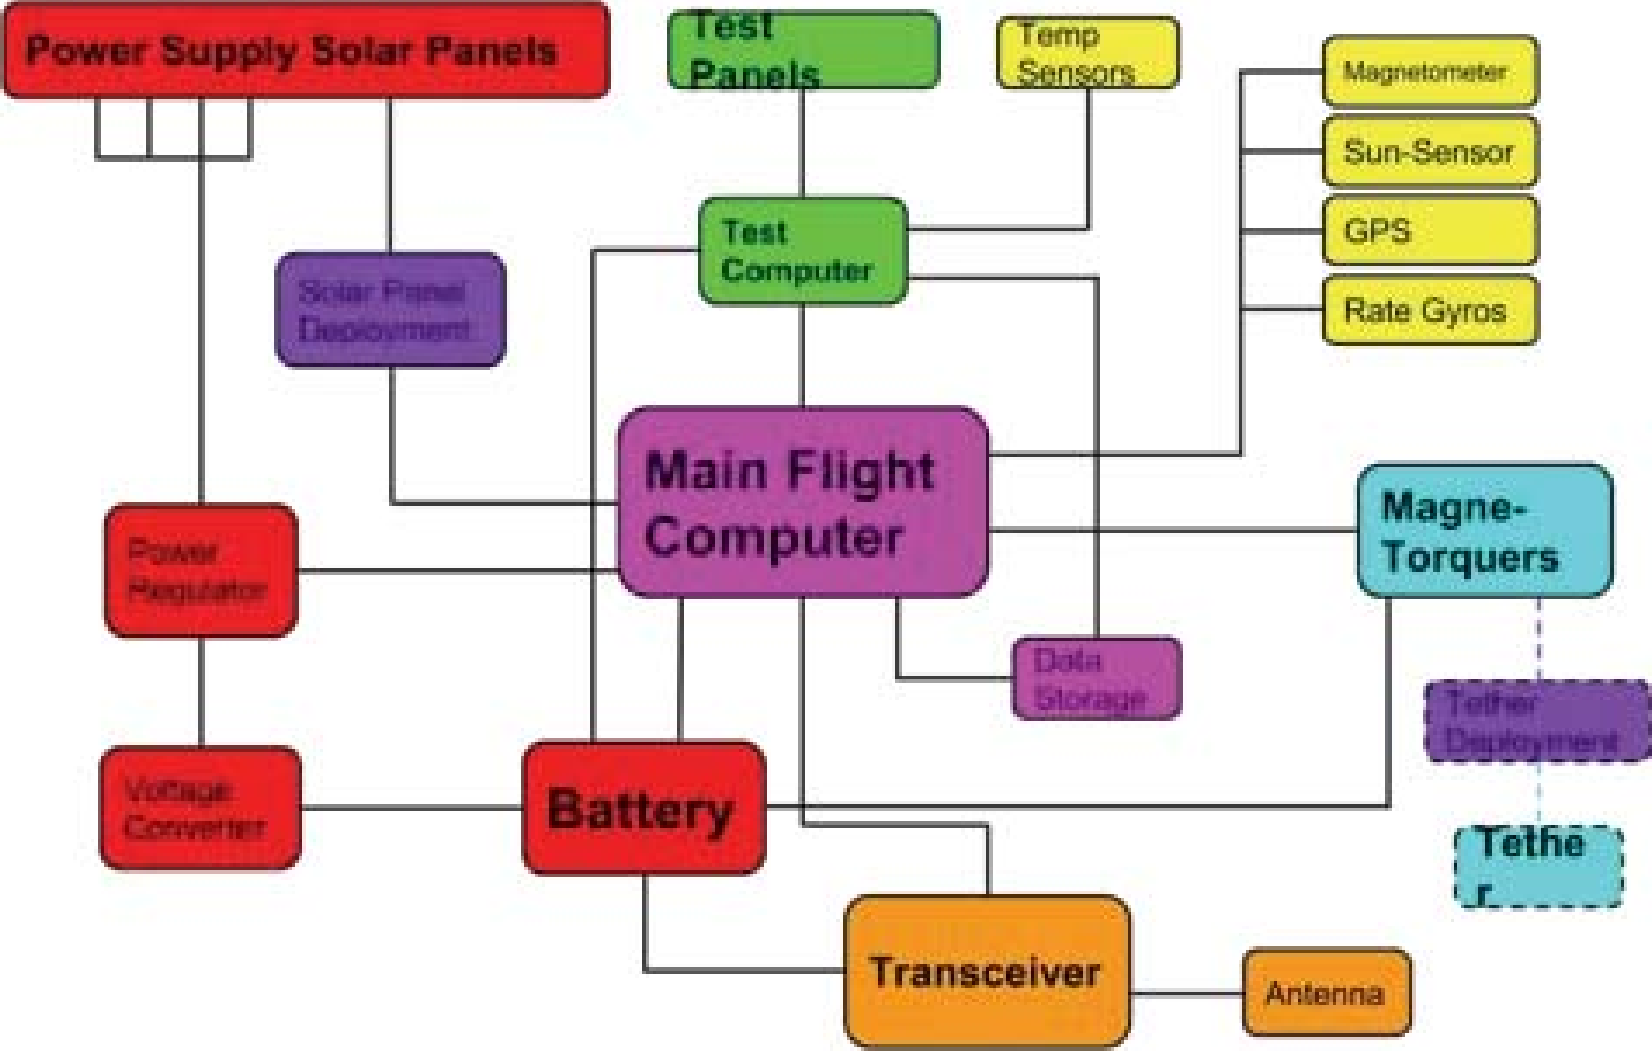 Power Supply Solar Panels
Test
Panels
Temp
Sensors
Magnetometer
Sun-Sensor
GPS
Rate Gyros
Test
Computer
Solar Panel
Deployment
Main Flight
Computer
Magne-
Torquers
Power
Regulator
Data
Storage
Tether
Deployment
Voltage
Converter
Battery
Tethe
r
Transceiver
Antenna